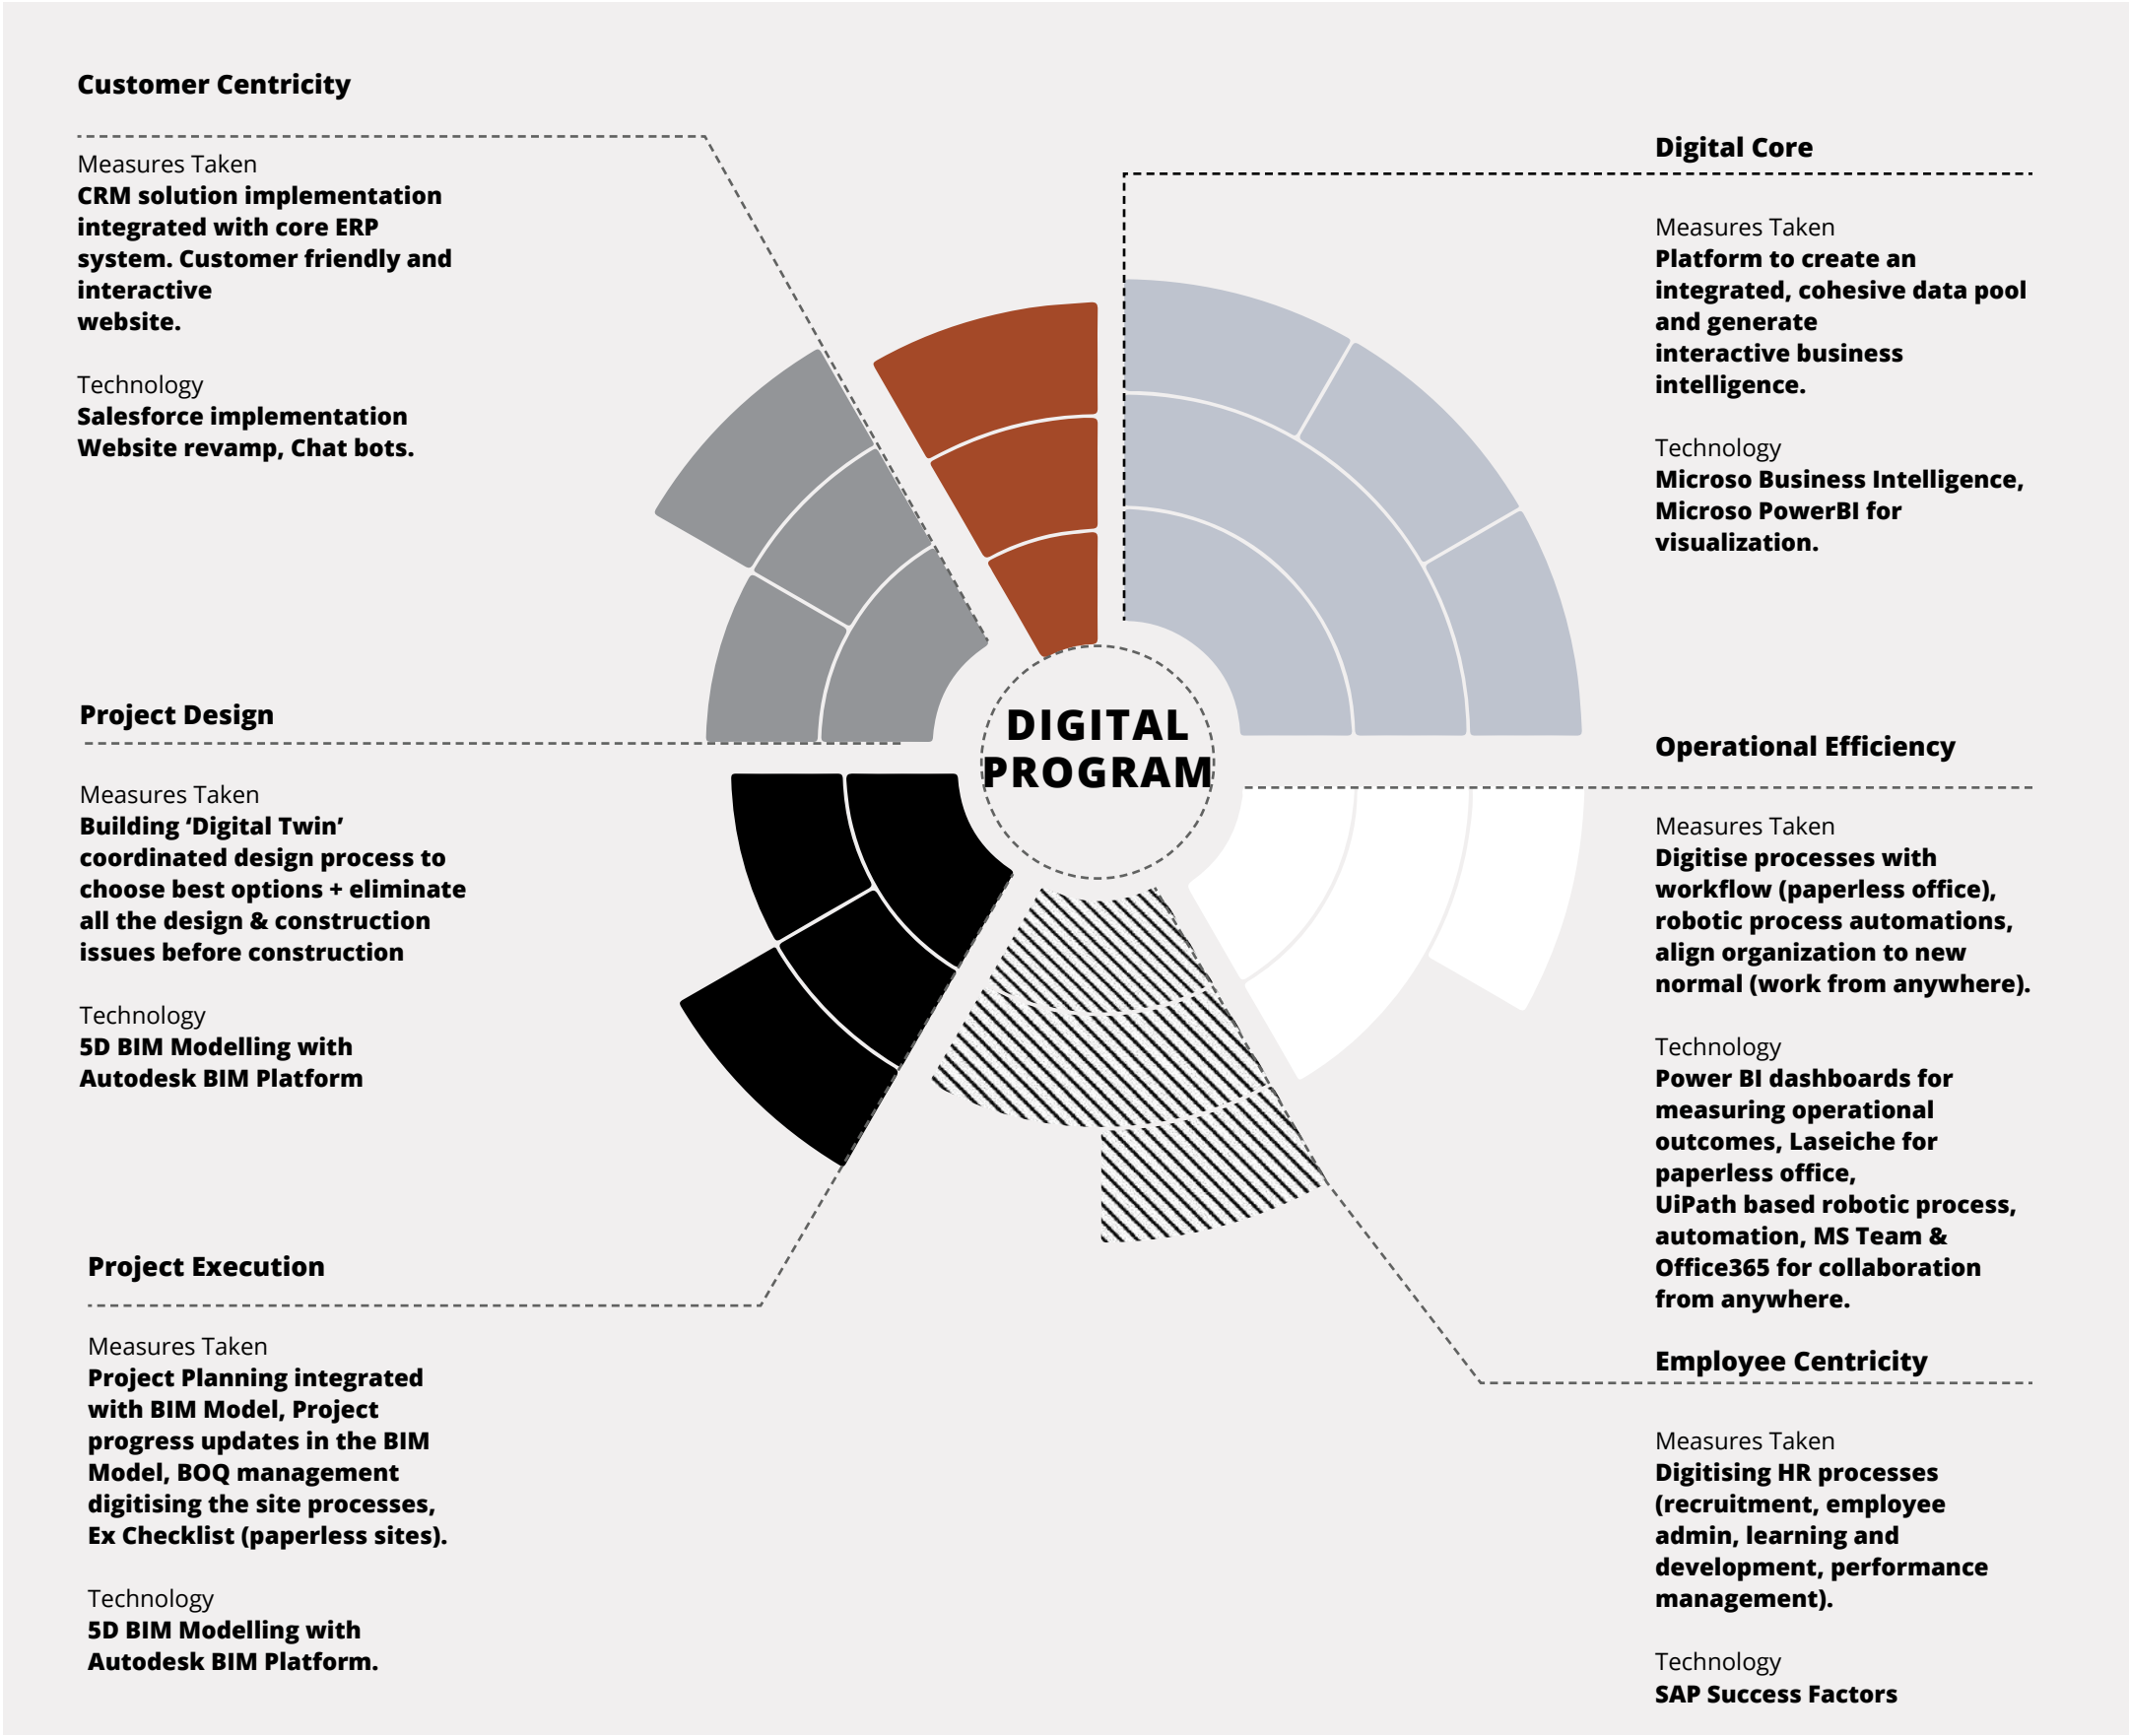 Customer Centricity
Measures Taken
CRM solution implementation
integrated with core ERP
system. Customer friendly and
interactive
website.
Technology
Salesforce implementation
Website revamp, Chat bots.
Project Design
Measures Taken
Building ‘Digital Twin’
coordinated design process to
choose best options + eliminate
all the design & construction
issues before construction
Technology
5D BIM Modelling with
Autodesk BIM Platform
Project Execution
Measures Taken
Project Planning integrated
with BIM Model, Project
progress updates in the BIM
Model, BOQ management
digitising the site processes,
Ex Checklist (paperless sites).
Technology
5D BIM Modelling with
Autodesk BIM Platform.
DIGITAL
PROGRAM
Digital Core
Measures Taken
Platform to create an
integrated, cohesive data pool
and generate
interactive business
intelligence.
Technology
Microso Business Intelligence,
Microso PowerBI for
visualization.
Operational Efficiency
Measures Taken
Digitise processes with
workflow (paperless office),
robotic process automations,
align organization to new
normal (work from anywhere).
Technology
Power BI dashboards for
measuring operational
outcomes, Laseiche for
paperless office,
UiPath based robotic process,
automation, MS Team &
Office365 for collaboration
from anywhere.
Employee Centricity
Measures Taken
Digitising HR processes
(recruitment, employee
admin, learning and
development, performance
management).
Technology
SAP Success Factors